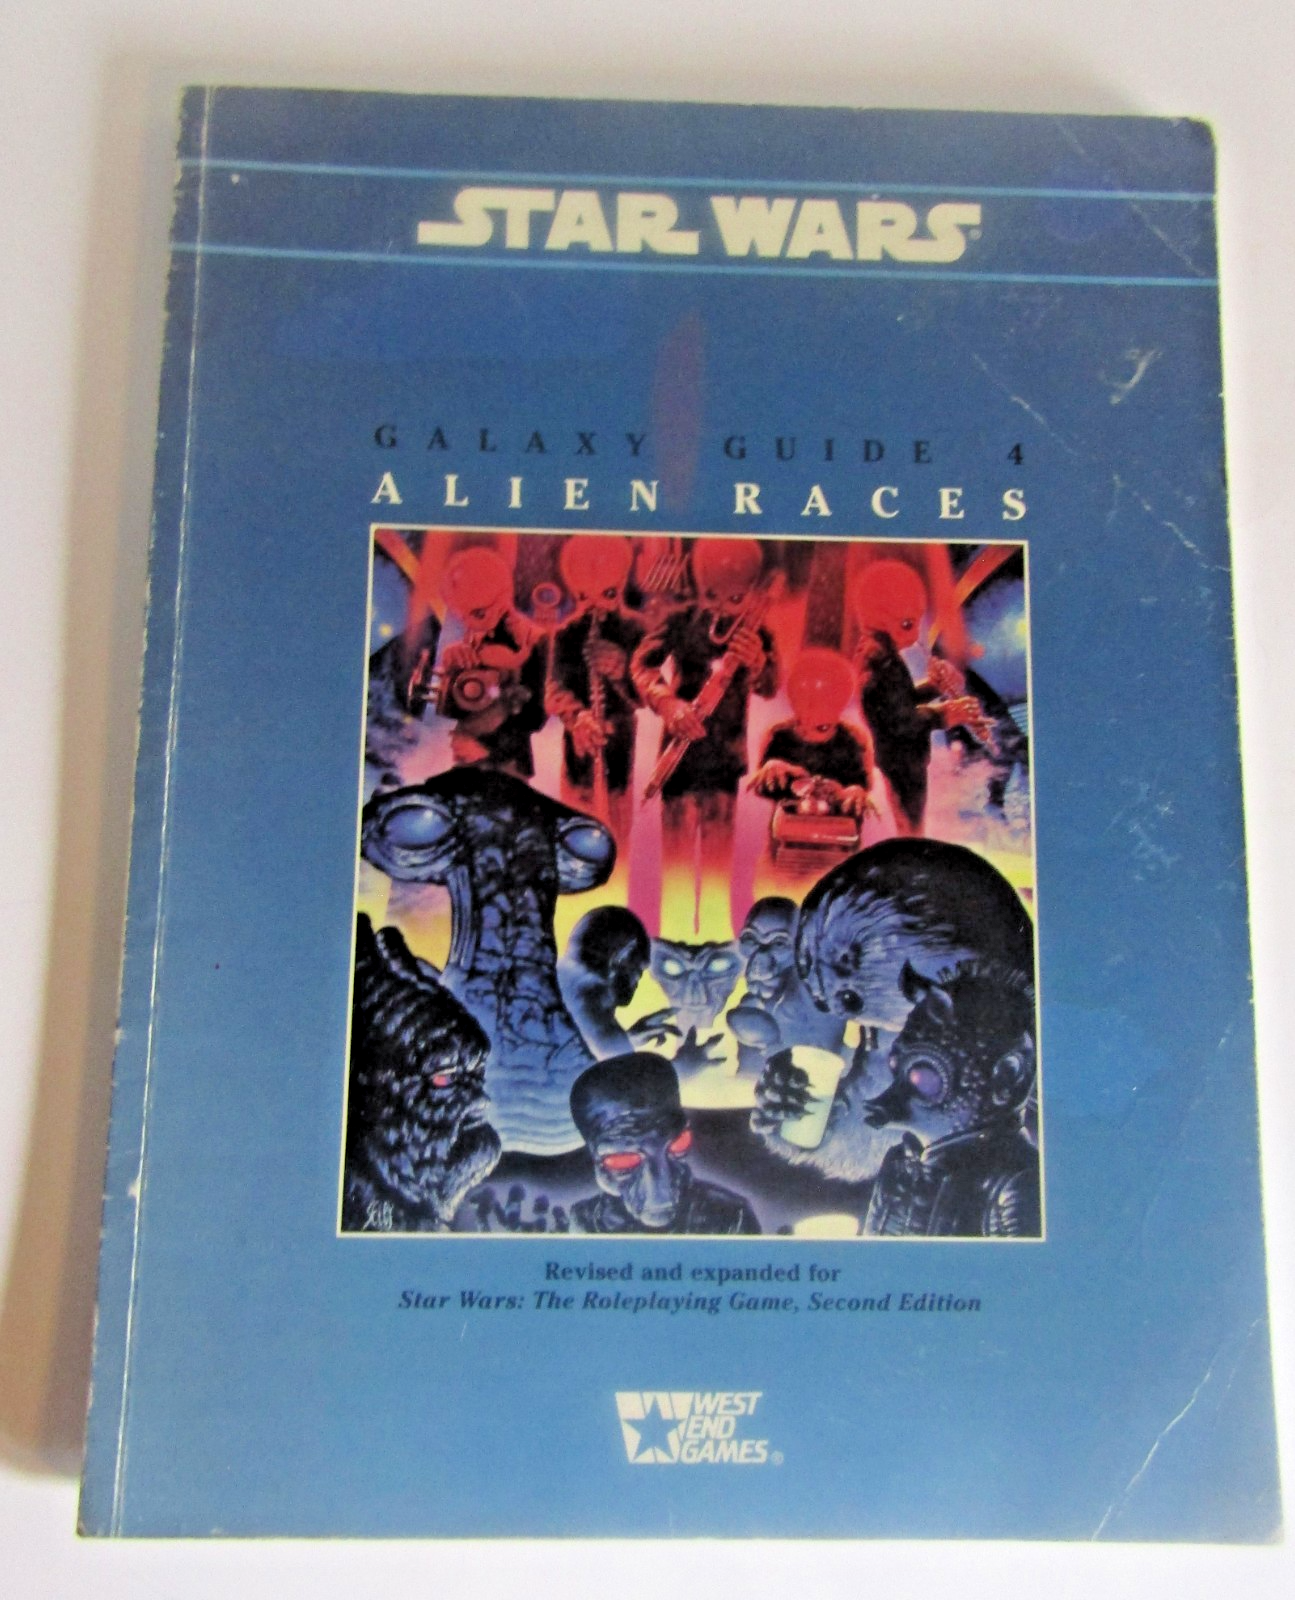 STAR WARS®
GALAXY GUIDE 4
ALIEN RACES
Revised and expanded for
Star Wars: The Roleplaying Game, Second Edition
WEST
END
GAMES®